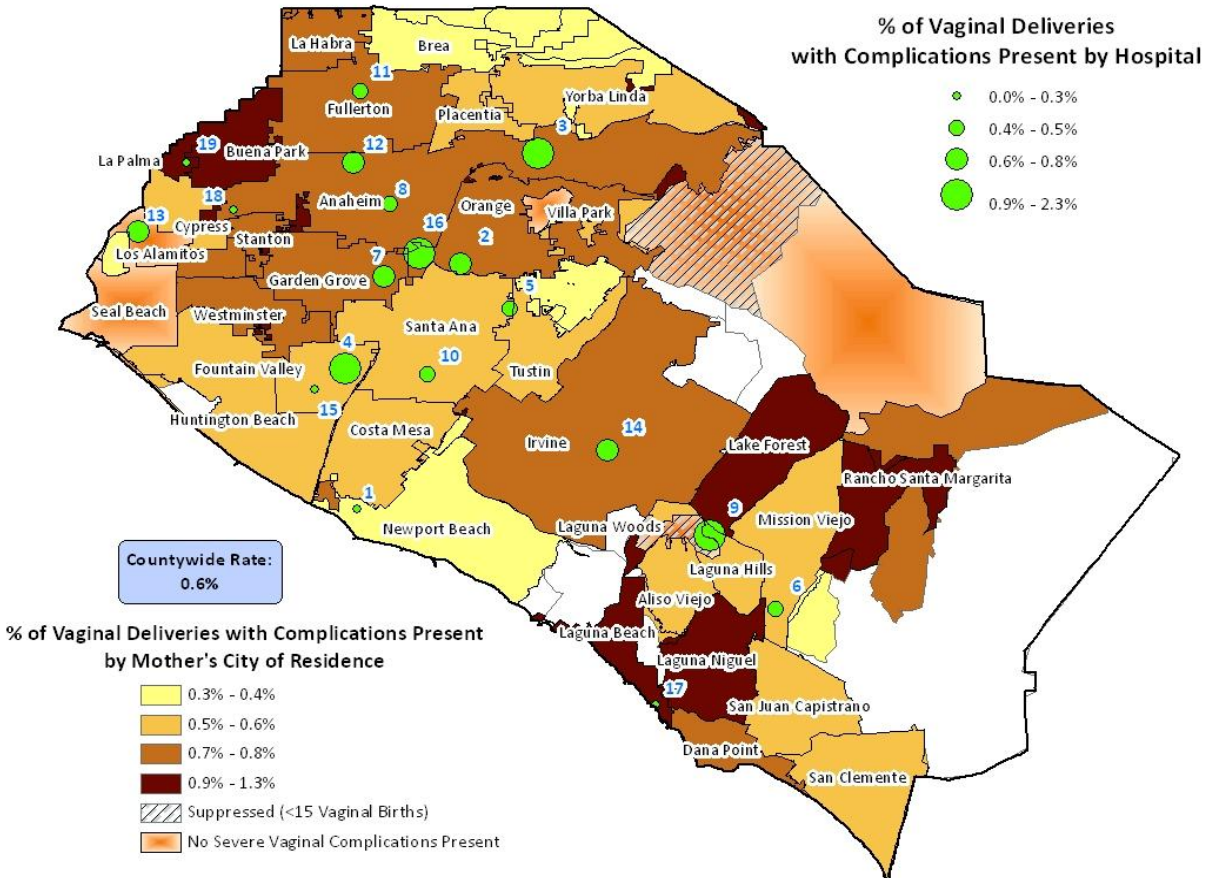 % of Vaginal Deliveries
with Complications Present by Hospital
0.0% - 0.3%
0.4% - 0.5%
0.6% - 0.8%
0.9% - 2.3%
La Habra
Brea
11
Fullerton
Placentia
Yorba Linda
3
19
La Palma
Buena Park
12
18
Anaheim
8
Orange
Villa Park
13
Cypress
Stanton
16
2
Los Alamitos
7
Garden Grove
5
Seal Beach
Westminster
Santa Ana
4
10
Fountain Valley
Tustin
15
Huntington Beach
Costa Mesa
14
Irvine
Lake Forest
Rancho Santa Margarita
1
9
Newport Beach
Laguna Woods
Mission Viejo
Laguna Hills
6
Aliso Viejo
Laguna Beach
Laguna Niguel
17
San Juan Capistrano
Dana Point
San Clemente
Countywide Rate:
0.6%
% of Vaginal Deliveries with Complications Present
by Mother's City of Residence
0.3% - 0.4%
0.5% - 0.6%
0.7% - 0.8%
0.9% - 1.3%
Suppressed (<15 Vaginal Births)
No Severe Vaginal Complications Present